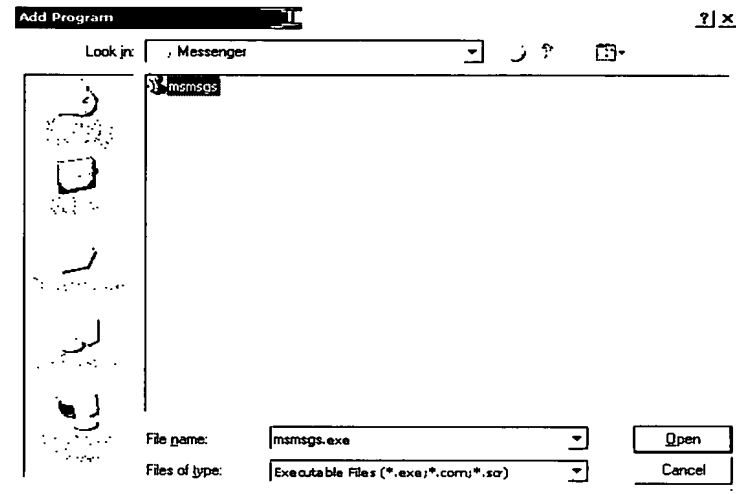 Add Program
? ×
Look in: Messenger
msmsgs
File name: msmsgs.exe Open
Files of type: Executable Files (*.exe;*.com;*.scr) Cancel